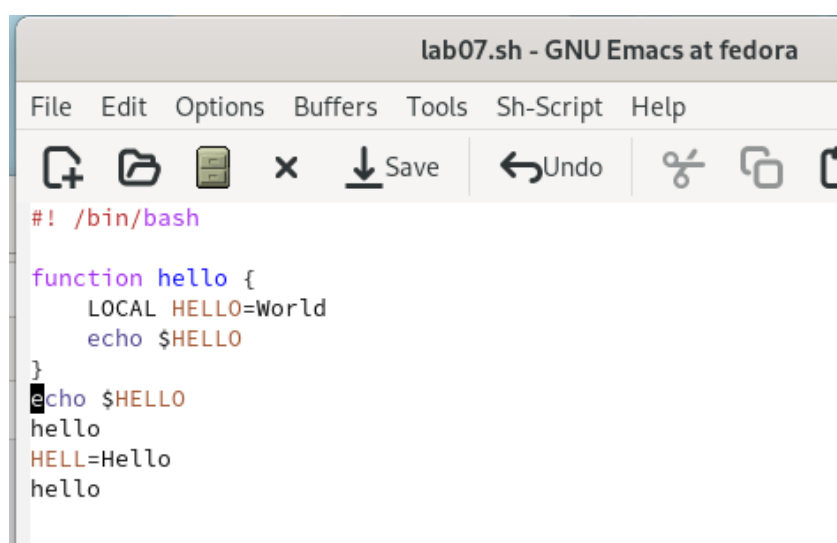 lab07.sh - GNU Emacs at fedora
File Edit Options Buffers Tools Sh-Script Help
Save Undo
#! /bin/bash
function hello {
    LOCAL HELLO=World
    echo $HELLO
}
echo $HELLO
hello
HELL=Hello
hello